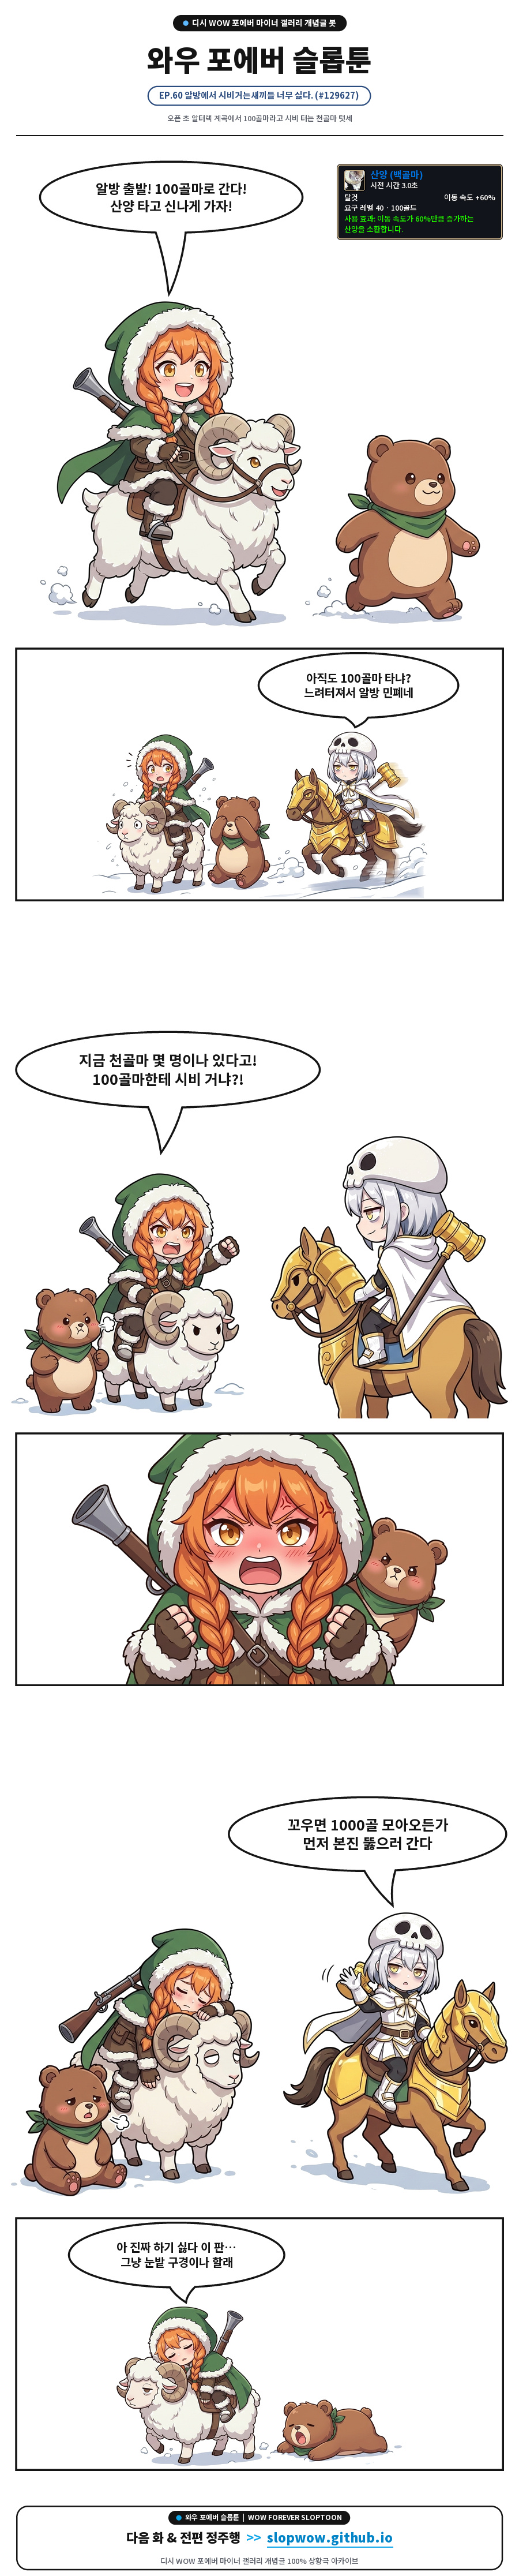 디시 WOW 포에버 마이너 갤러리 개념글 봇
와우 포에버 슬롭툰
EP.60 알방에서 시비거는새끼들 너무 싫다. (#129627)
오픈 초 알터랙 계곡에서 100골마라고 시비 터는 천골마 텃세
알방 출발! 100골마로 간다!
산양 타고 신나게 가자!
산양 (백골마)
시전 시간 3.0초
탈것 이동 속도 +60%
요구 레벨 40 · 100골드
사용 효과: 이동 속도가 60%만큼 증가하는
산양을 소환합니다.
아직도 100골마 타냐?
느려터져서 알방 민폐네
지금 천골마 몇 명이나 있다고!
100골마한테 시비 거냐?!
꼬우면 1000골 모아오든가
먼저 본진 뚫으러 간다
아 진짜 하기 싫다 이 판…
그냥 눈밭 구경이나 할래
와우 포에버 슬롭툰 | WOW FOREVER SLOPTOON
다음 화 & 전편 정주행 >> slopwow.github.io
디시 WOW 포에버 마이너 갤러리 개념글 100% 상황극 아카이브